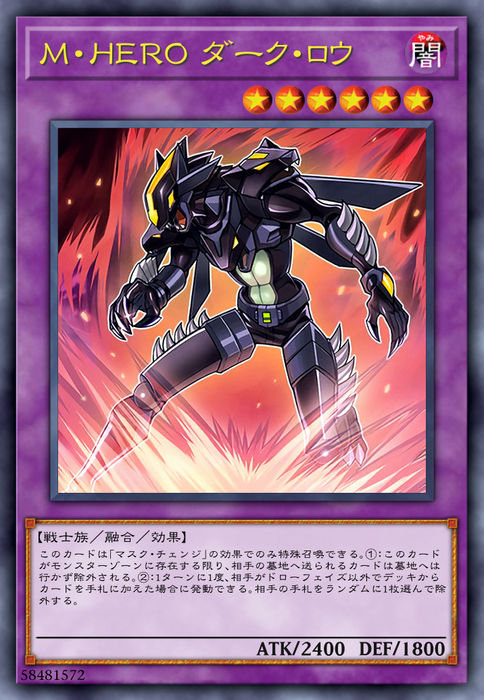 M・HERO ダーク・ロウ
やみ
闇
【戦士族／融合／効果】
このカードは「マスク・チェンジ」の効果でのみ特殊召喚できる。①：このカード
がモンスターゾーンに存在する限り、相手の墓地へ送られるカードは墓地へは
行かず除外される。②：1ターンに1度、相手がドローフェイズ以外でデッキから
カードを手札に加えた場合に発動できる。相手の手札をランダムに1枚選んで除
外する。
ATK/2400 DEF/1800
58481572